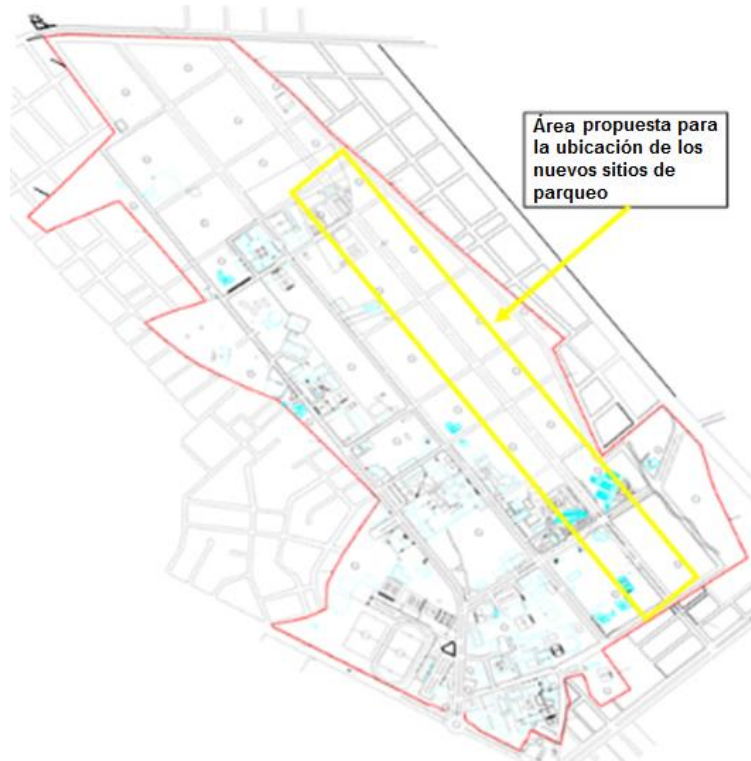 Área propuesta para
la ubicación de los
nuevos sitios de
parqueo